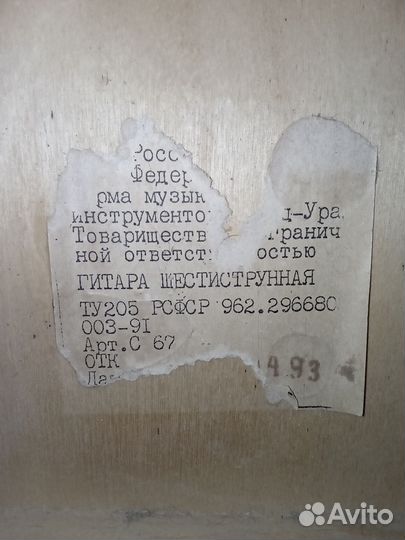 Росс
Федер
рма музык
инструменто ц-Ура
Товариществ гранич
ной ответст остью
ГИТАРА ШЕСТИСТРУННАЯ
ТУ205 РСФСР 962.296680
003-91
Арт.С 67
ОТК
4 93
Avito